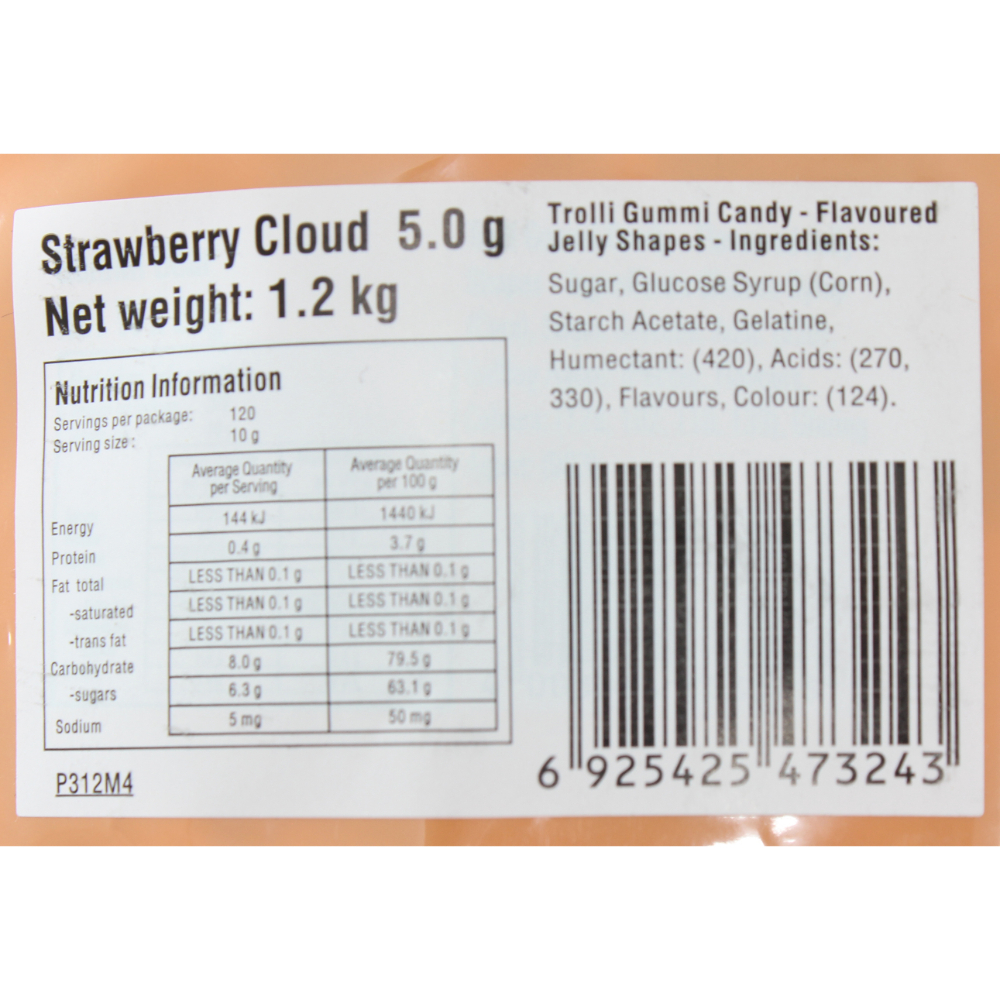 Strawberry Cloud 5.0 g
Net weight: 1.2 kg
Nutrition Information
Servings per package: 120
Serving size: 10 g
Average Quantity per Serving Average Quantity per 100 g
Energy 144 kJ 1440 kJ
Protein 0.4 g 3.7 g
Fat total LESS THAN 0.1 g LESS THAN 0.1 g
-saturated LESS THAN 0.1 g LESS THAN 0.1 g
-trans fat LESS THAN 0.1 g LESS THAN 0.1 g
Carbohydrate 8.0 g 79.5 g
-sugars 6.3 g 63.1 g
Sodium 5 mg 50 mg
P312M4
Trolli Gummi Candy - Flavoured
Jelly Shapes - Ingredients:
Sugar, Glucose Syrup (Corn),
Starch Acetate, Gelatine,
Humectant: (420), Acids: (270,
330), Flavours, Colour: (124).
6 925425 473243